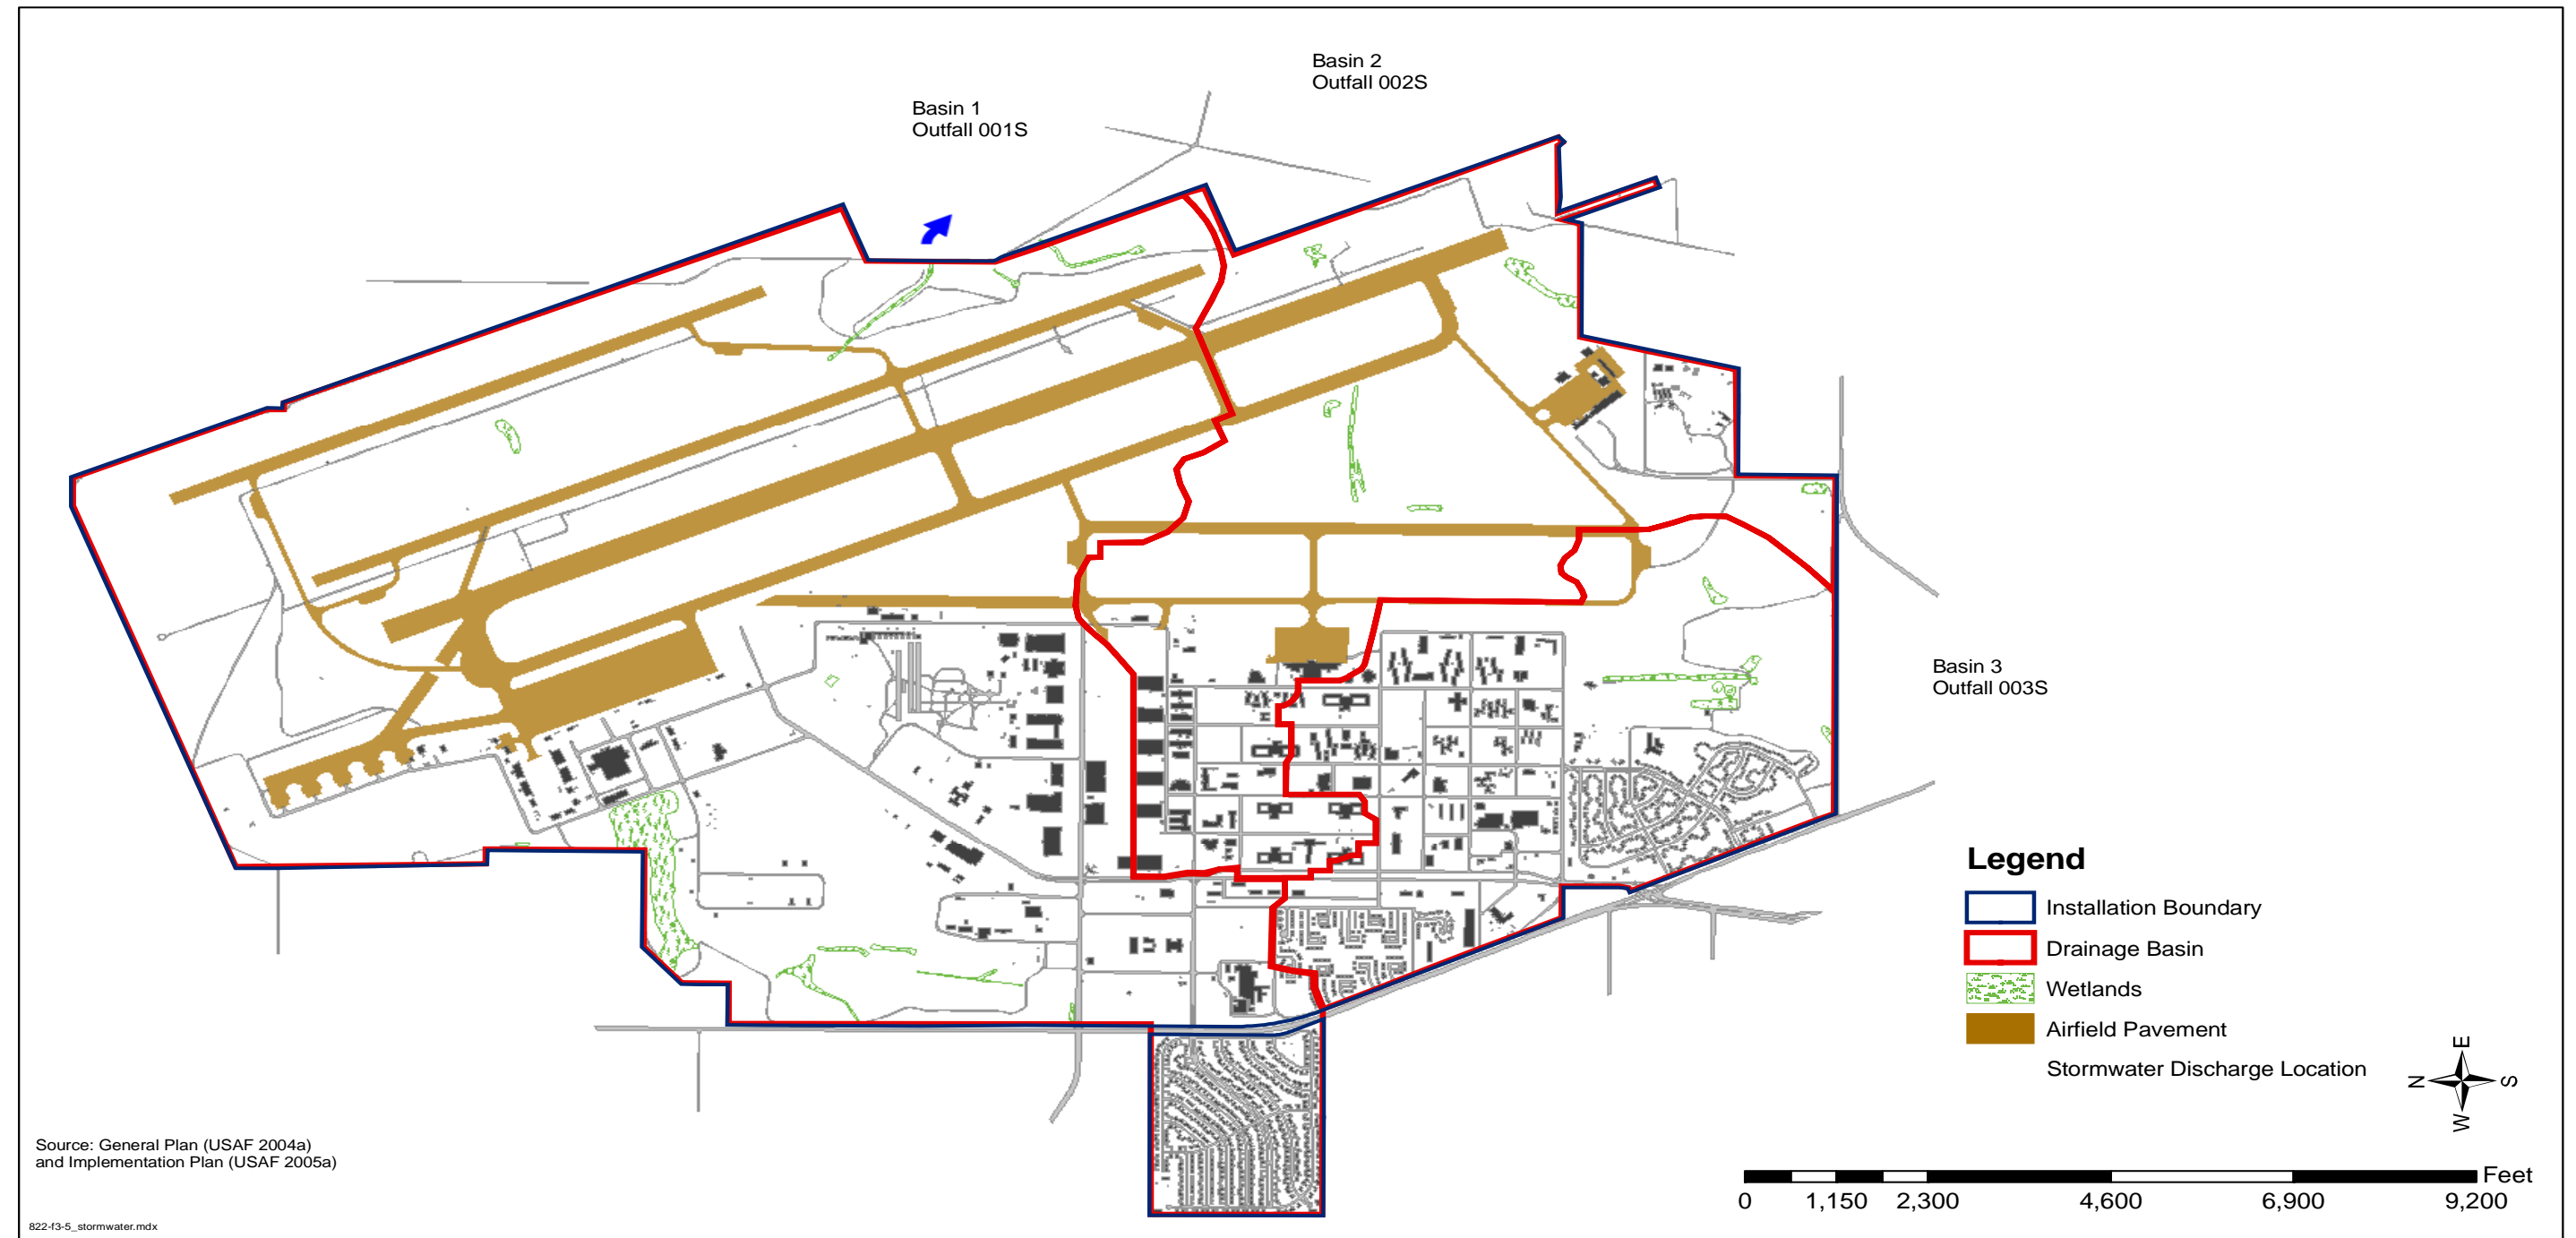 Basin 2
Outfall 002S
Basin 1
Outfall 001S
Basin 3
Outfall 003S
Legend
Installation Boundary
Drainage Basin
Wetlands
Airfield Pavement
Stormwater Discharge Location
E
N
S
W
Source: General Plan (USAF 2004a)
and Implementation Plan (USAF 2005a)
Feet
0 1,150 2,300 4,600 6,900 9,200
822-f3-5_stormwater.mdx